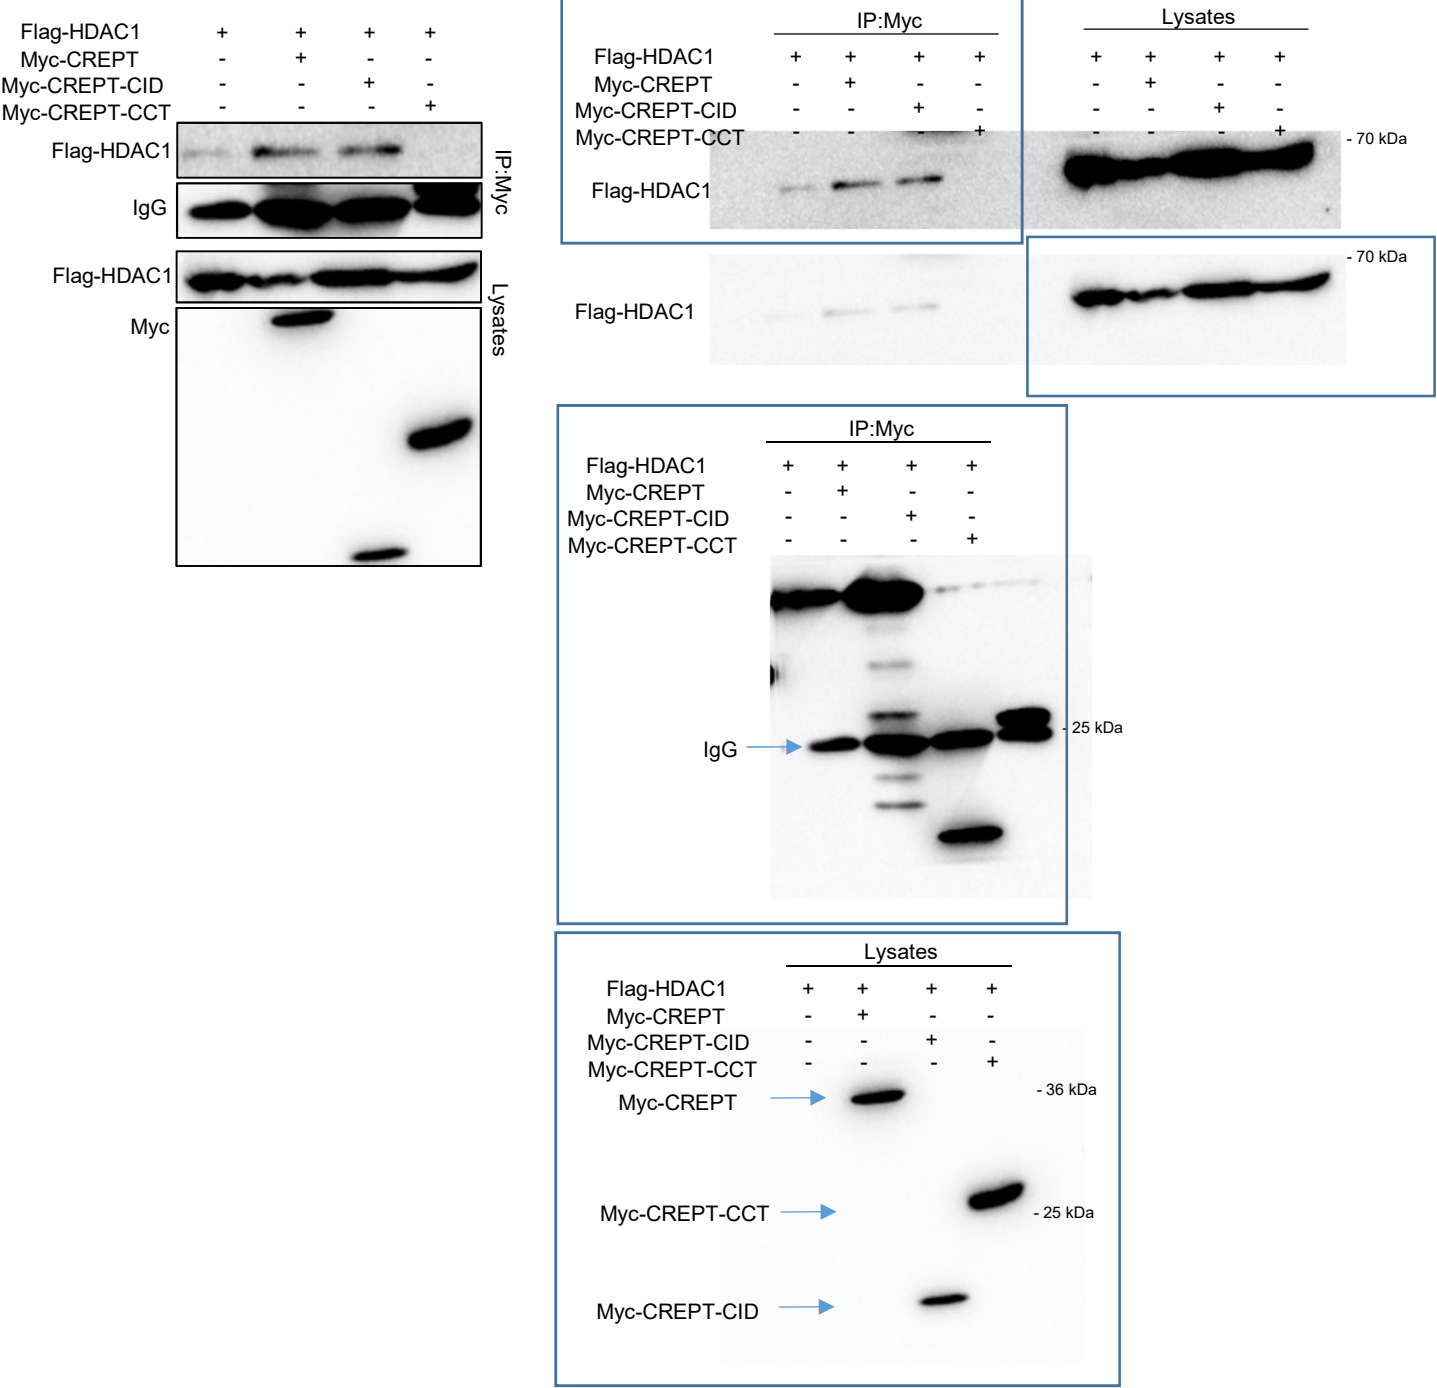 Flag-HDAC1 + + + +
Myc-CREPT - + - -
Myc-CREPT-CID - - + -
Myc-CREPT-CCT - - - +
Flag-HDAC1
IgG
IP:Myc
Flag-HDAC1
Myc
Lysates
IP:Myc Lysates
Flag-HDAC1 + + + + + + + +
Myc-CREPT - + - - - + - -
Myc-CREPT-CID - - + - - - + -
Myc-CREPT-CCT - - - + - - - +
- 70 kDa
Flag-HDAC1
- 70 kDa
Flag-HDAC1
IP:Myc
Flag-HDAC1 + + + +
Myc-CREPT - + - -
Myc-CREPT-CID - - + -
Myc-CREPT-CCT - - - +
- 25 kDa
IgG
Lysates
Flag-HDAC1 + + + +
Myc-CREPT - + - -
Myc-CREPT-CID - - + -
Myc-CREPT-CCT - - - +
Myc-CREPT
- 36 kDa
Myc-CREPT-CCT
- 25 kDa
Myc-CREPT-CID